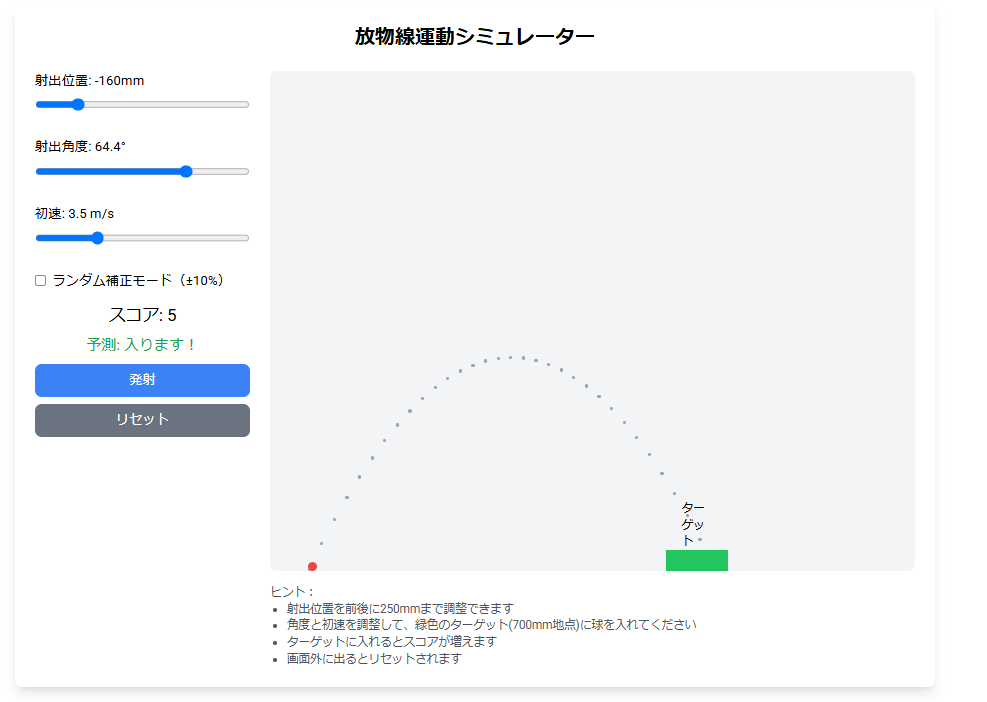 放物線運動シミュレーター
射出位置: -160mm
射出角度: 64.4°
初速: 3.5 m/s
ランダム補正モード（±10%）
スコア: 5
予測: 入ります！
発射
リセット
ター
ゲッ
ト
ヒント：
射出位置を前後に250mmまで調整できます
角度と初速を調整して、緑色のターゲット(700mm地点)に球を入れてください
ターゲットに入れるとスコアが増えます
画面外に出るとリセットされます